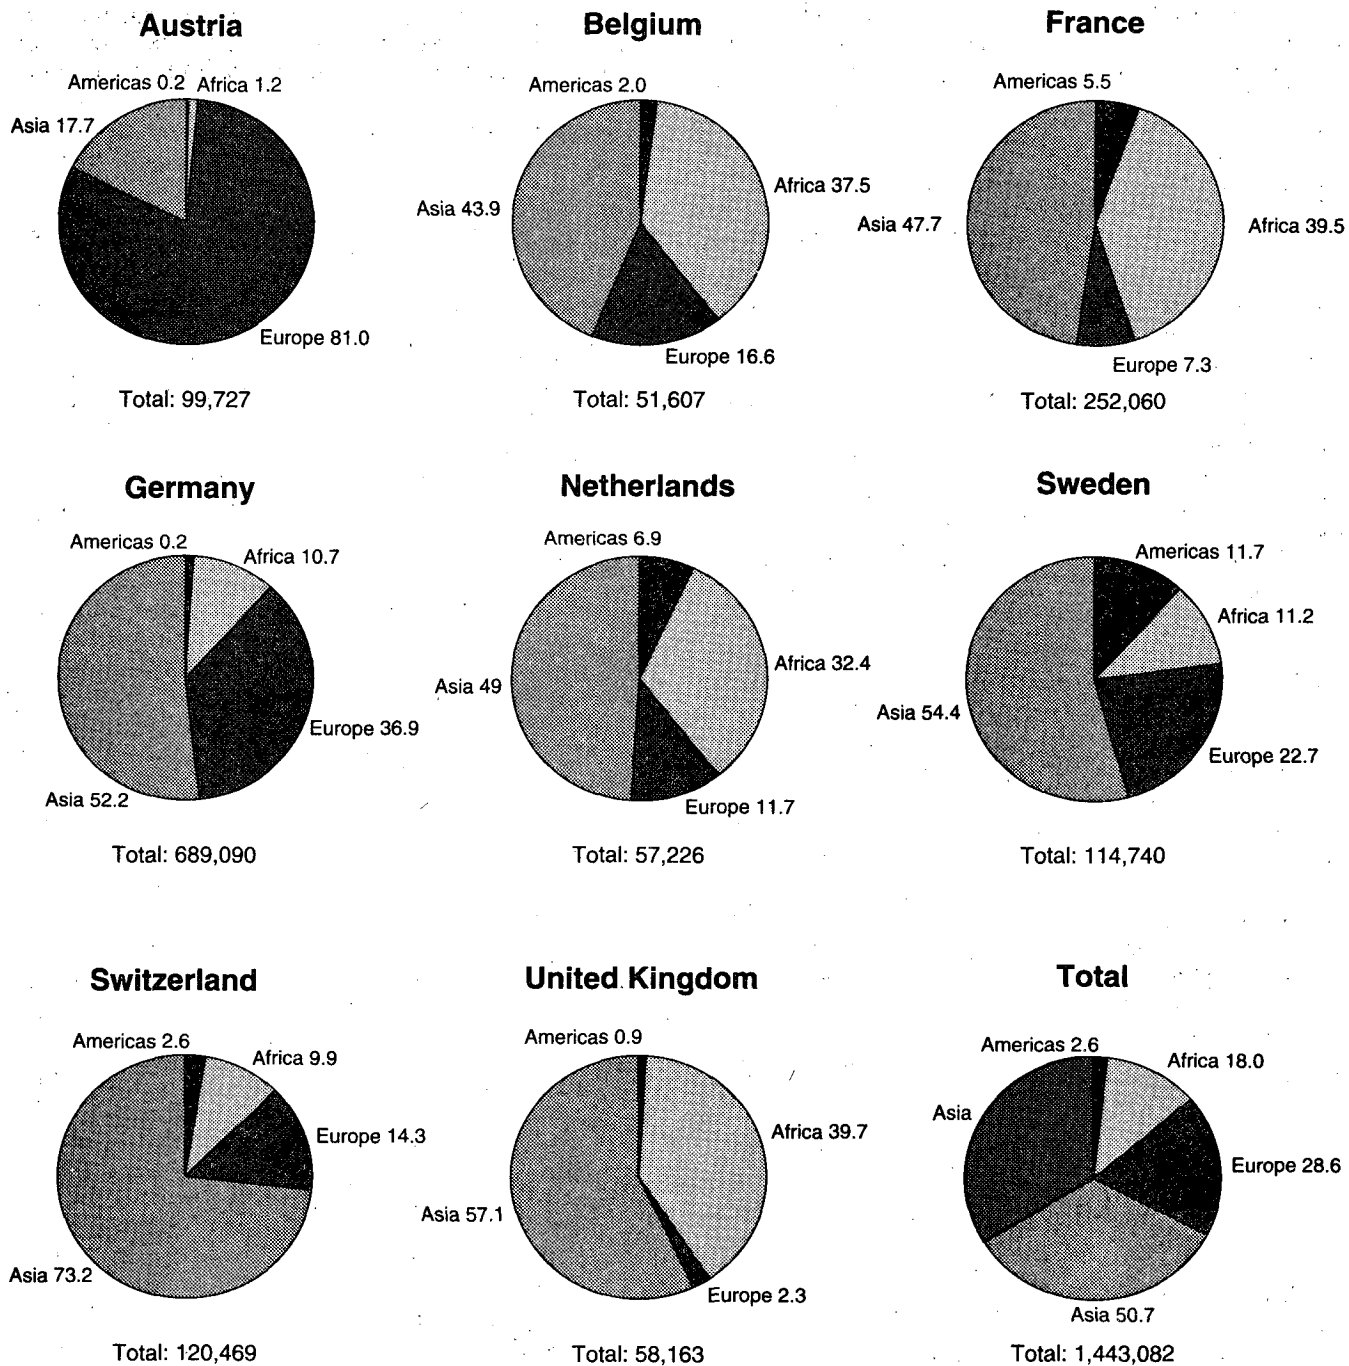 Austria
Americas 0.2
Africa 1.2
Asia 17.7
Europe 81.0
Total: 99,727
Belgium
Americas 2.0
Africa 37.5
Asia 43.9
Europe 16.6
Total: 51,607
France
Americas 5.5
Asia 47.7
Africa 39.5
Europe 7.3
Total: 252,060
Germany
Americas 0.2
Africa 10.7
Europe 36.9
Asia 52.2
Total: 689,090
Netherlands
Americas 6.9
Africa 32.4
Asia 49
Europe 11.7
Total: 57,226
Sweden
Americas 11.7
Africa 11.2
Asia 54.4
Europe 22.7
Total: 114,740
Switzerland
Americas 2.6
Africa 9.9
Europe 14.3
Asia 73.2
Total: 120,469
United Kingdom
Americas 0.9
Africa 39.7
Asia 57.1
Europe 2.3
Total: 58,163
Total
Americas 2.6
Africa 18.0
Asia
Europe 28.6
Asia 50.7
Total: 1,443,082